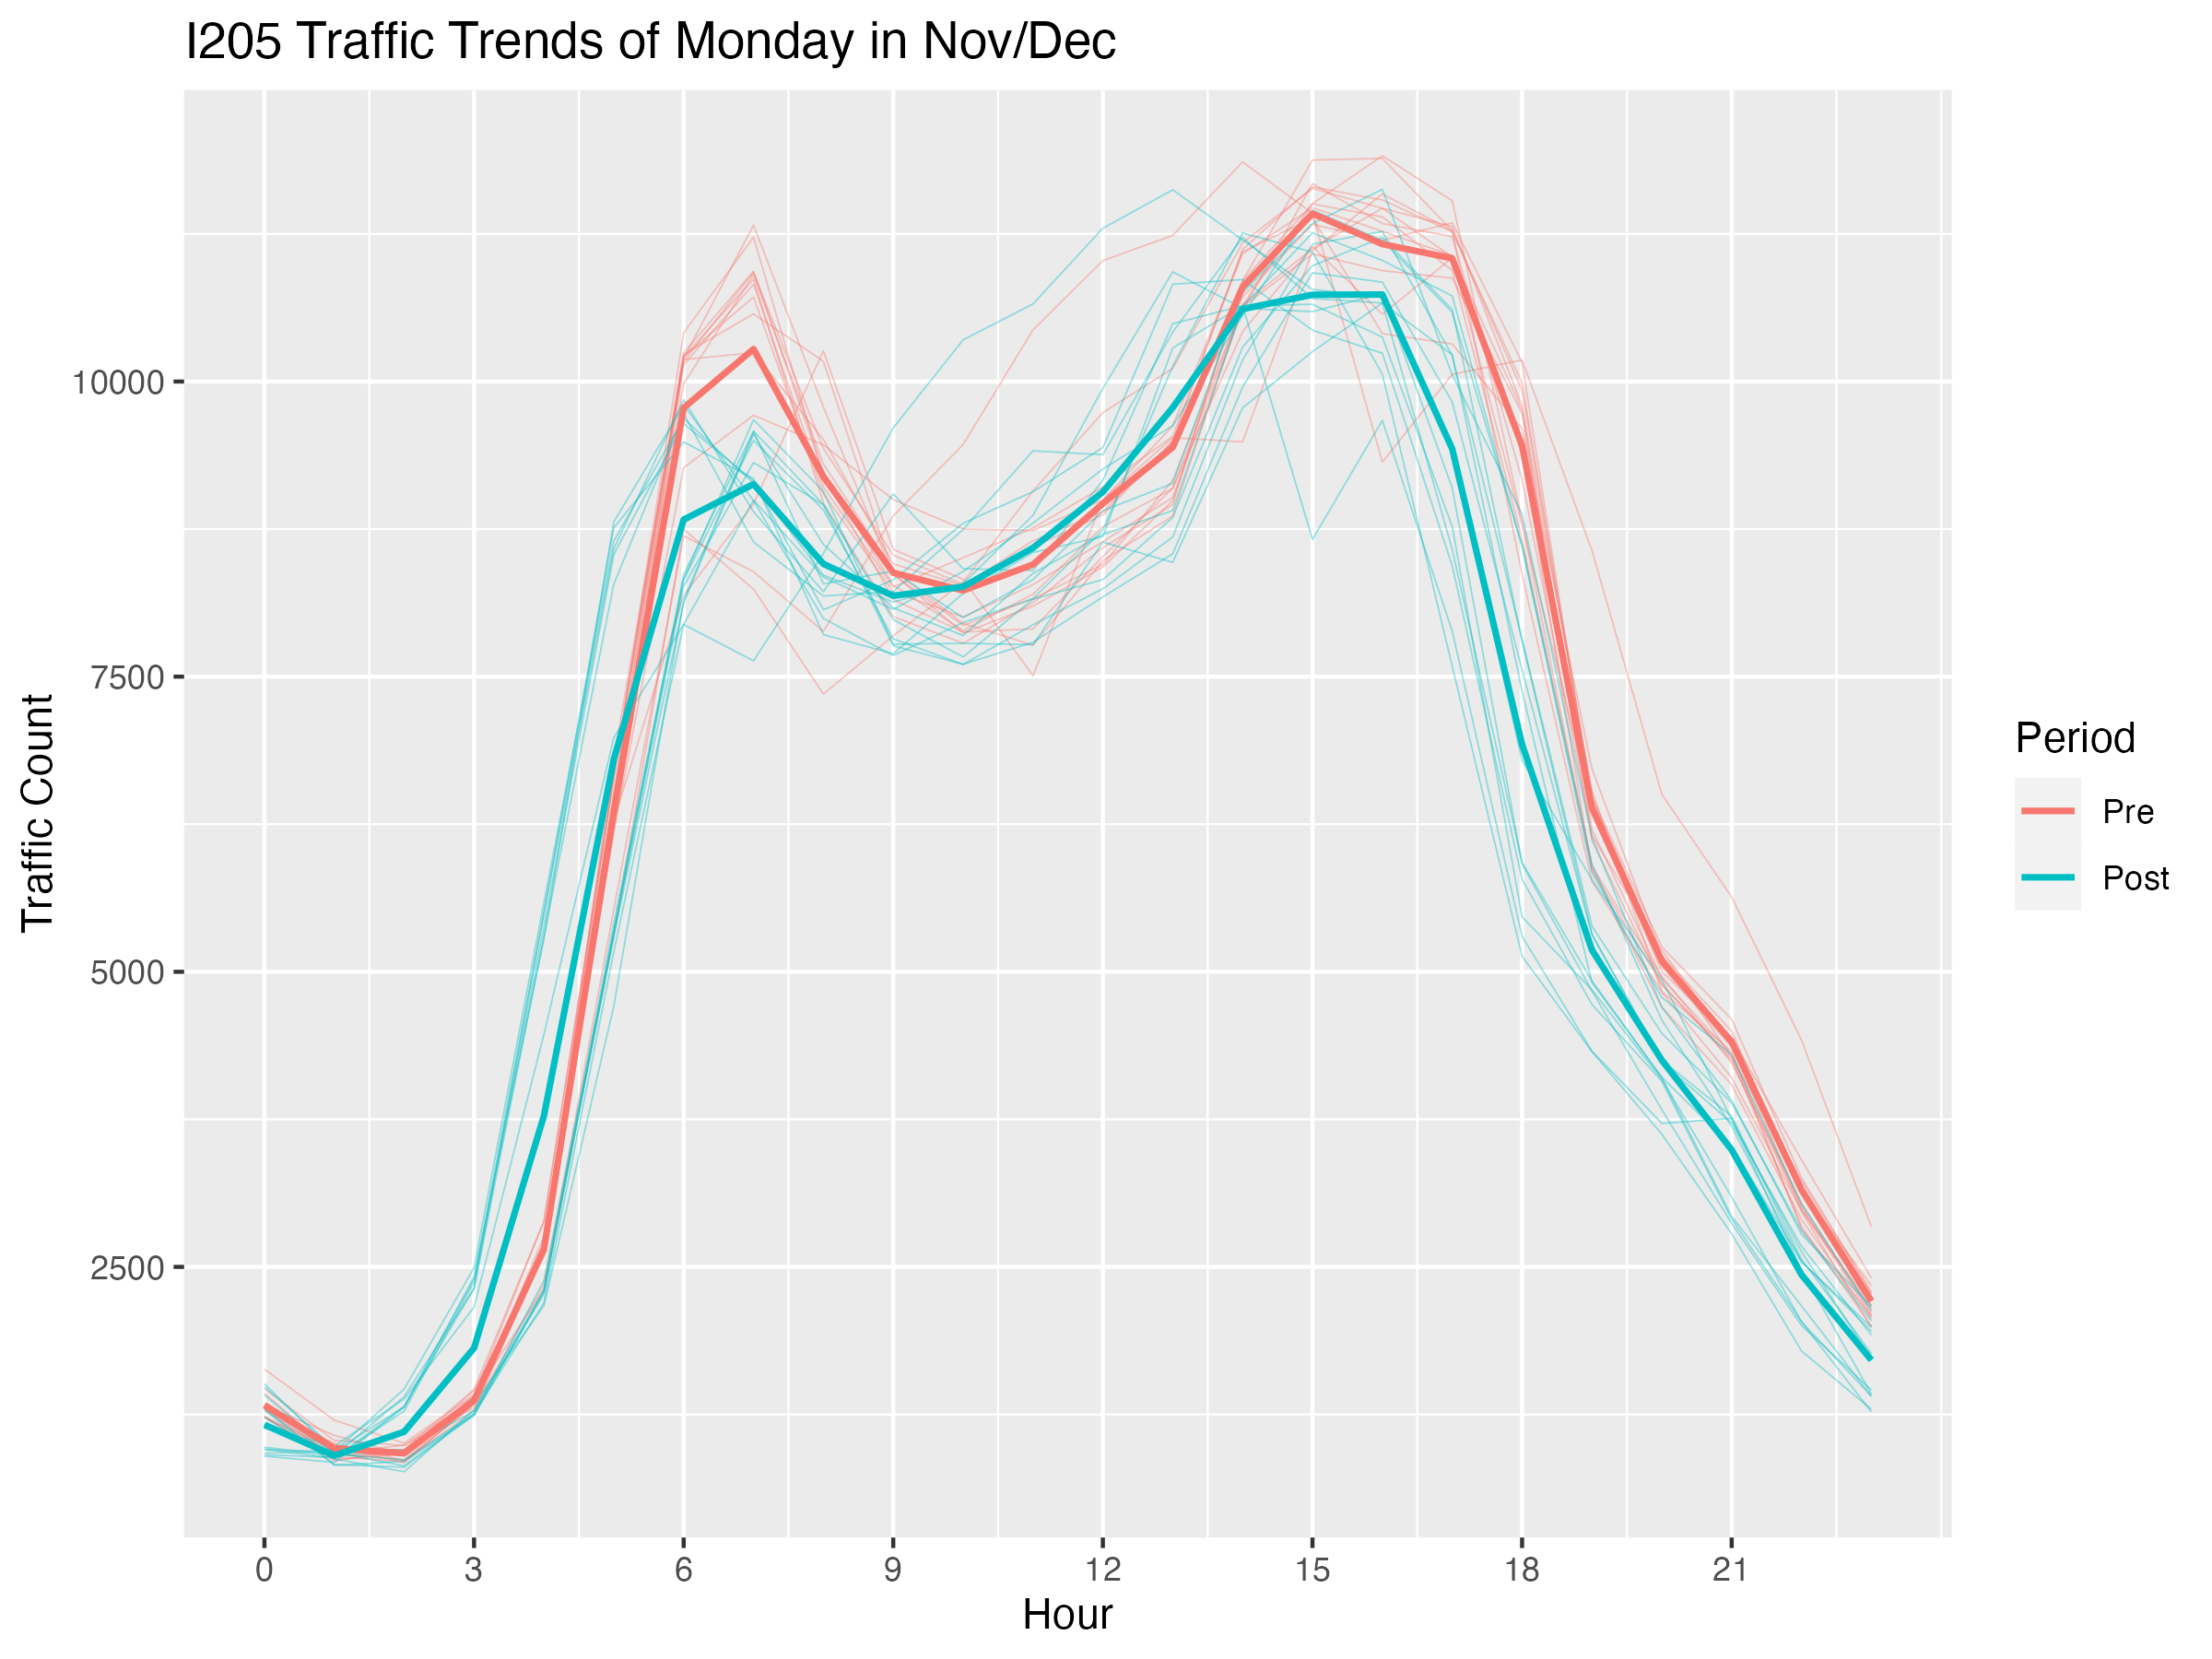 I205 Traffic Trends of Monday in Nov/Dec
Traffic Count
10000
7500
5000
2500
0 3 6 9 12 15 18 21
Hour
Period
Pre
Post